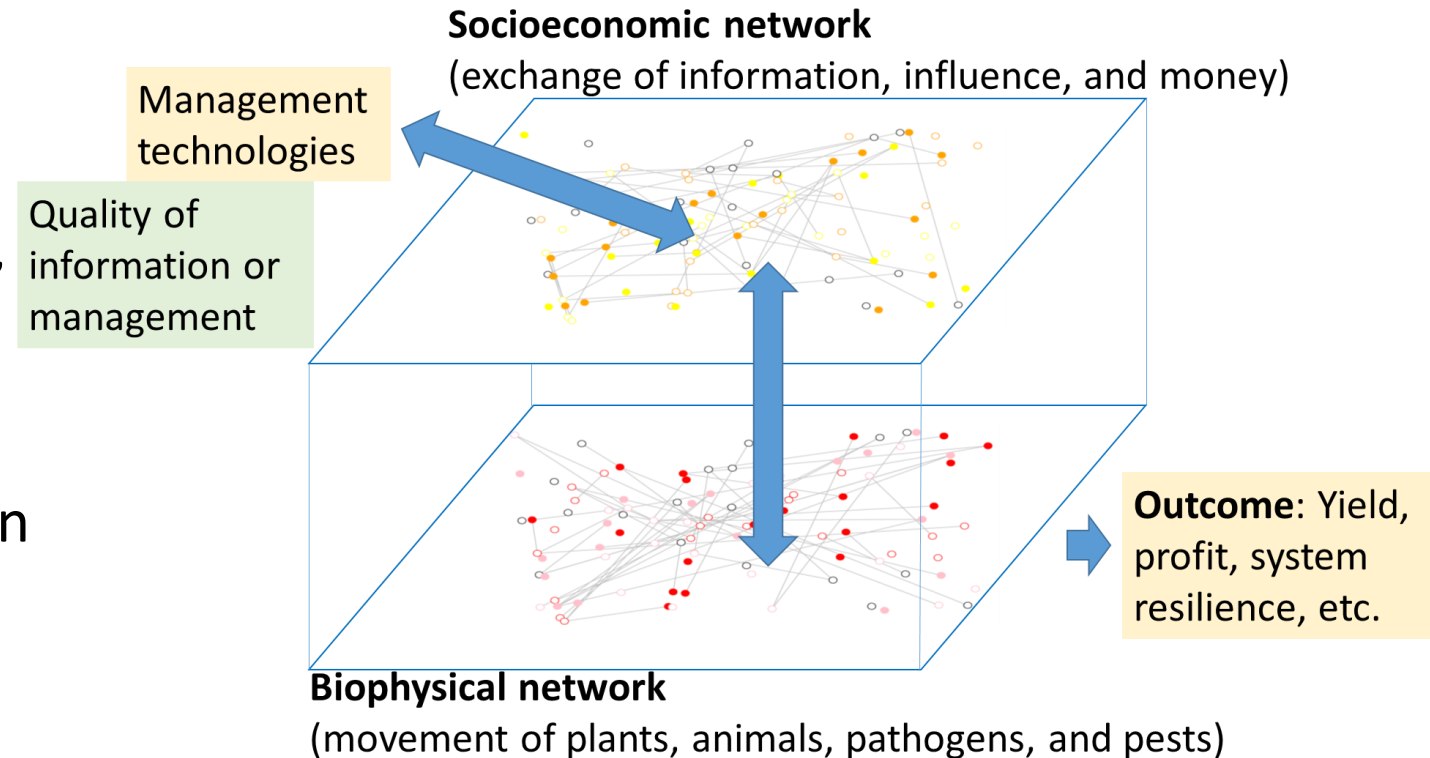 Socioeconomic network
(exchange of information, influence, and money)
Management
technologies
Quality of
information or
management
Outcome: Yield,
profit, system
resilience, etc.
Biophysical network
(movement of plants, animals, pathogens, and pests)